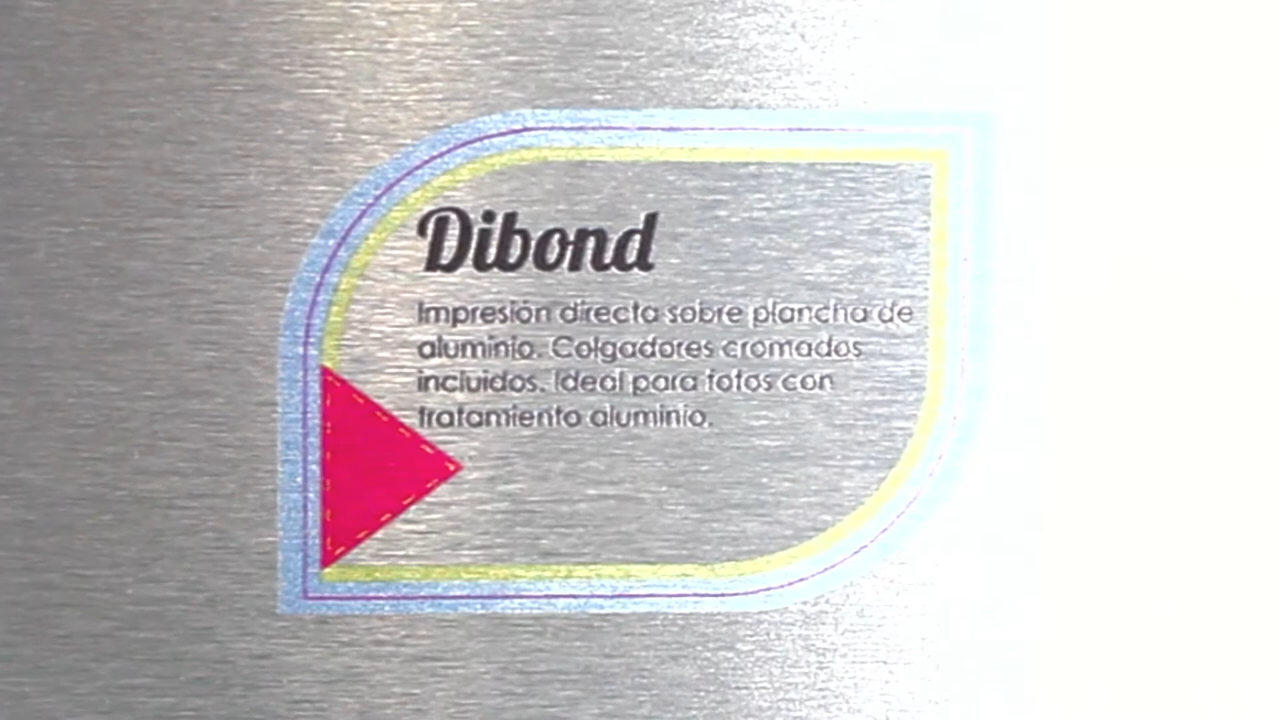 Dibond
Impresión directa sobre plancha de
aluminio. Colgadores cromados
incluidos. Ideal para fotos con
tratamiento aluminio.